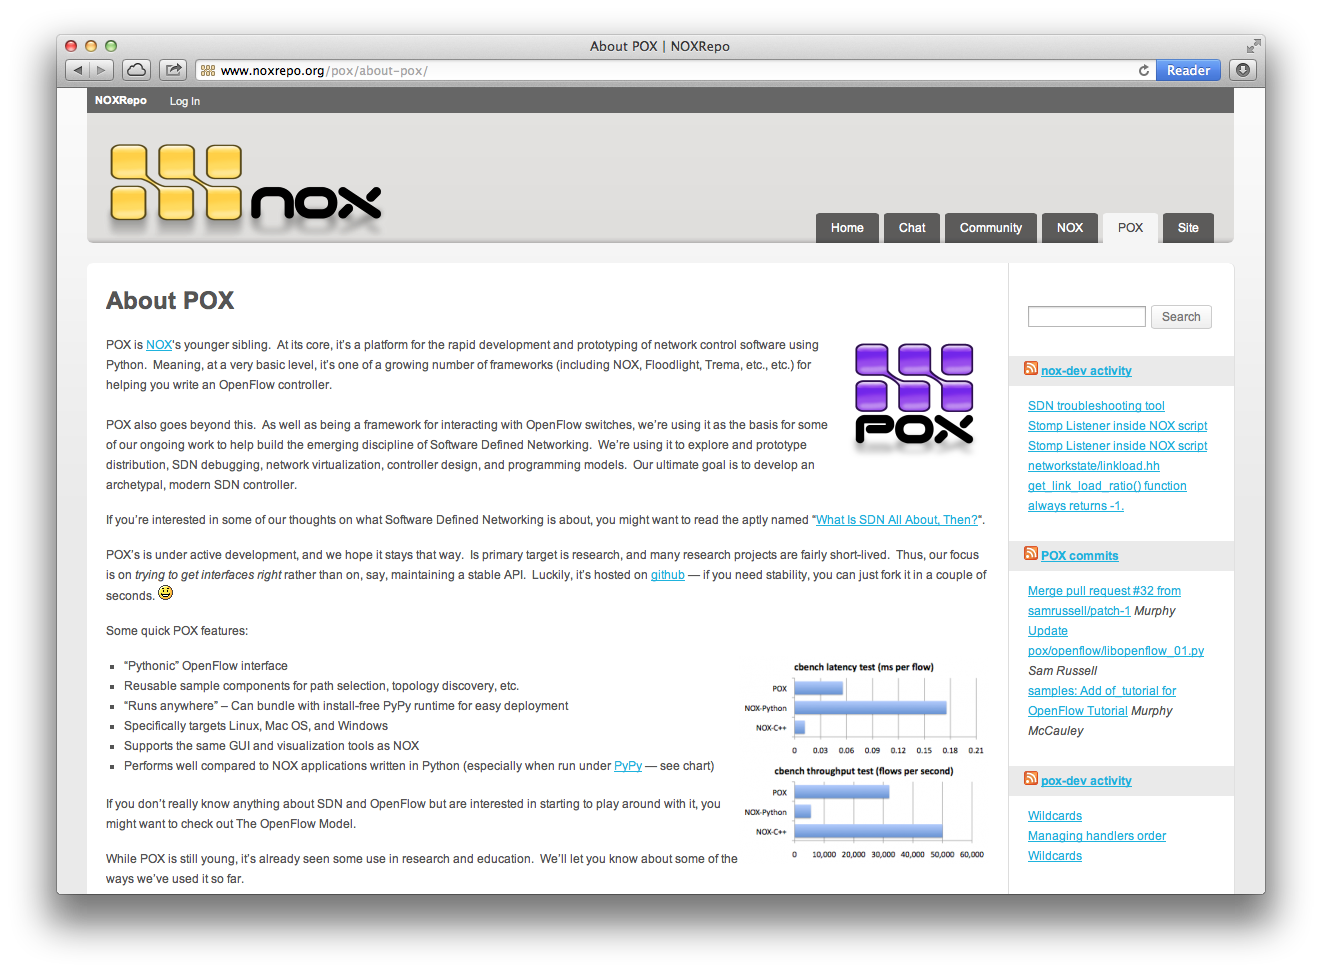 About POX | NOXRepo
www.noxrepo.org/pox/about-pox/
Reader
NOXRepo Log In
nox
Home Chat Community NOX POX Site
About POX
POX is NOX's younger sibling. At its core, it's a platform for the rapid development and prototyping of network control software using
Python. Meaning, at a very basic level, it's one of a growing number of frameworks (including NOX, Floodlight, Trema, etc., etc.) for
helping you write an OpenFlow controller.
POX
POX also goes beyond this. As well as being a framework for interacting with OpenFlow switches, we're using it as the basis for some
of our ongoing work to help build the emerging discipline of Software Defined Networking. We're using it to explore and prototype
distribution, SDN debugging, network virtualization, controller design, and programming models. Our ultimate goal is to develop an
archetypal, modern SDN controller.
If you're interested in some of our thoughts on what Software Defined Networking is about, you might want to read the aptly named "What Is SDN All About, Then?".
POX's is under active development, and we hope it stays that way. Is primary target is research, and many research projects are fairly short-lived. Thus, our focus
is on trying to get interfaces right rather than on, say, maintaining a stable API. Luckily, it's hosted on github — if you need stability, you can just fork it in a couple of
seconds.
Some quick POX features:
"Pythonic" OpenFlow interface
Reusable sample components for path selection, topology discovery, etc.
"Runs anywhere" – Can bundle with install-free PyPy runtime for easy deployment
Specifically targets Linux, Mac OS, and Windows
Supports the same GUI and visualization tools as NOX
Performs well compared to NOX applications written in Python (especially when run under PyPy — see chart)
cbench latency test (ms per flow)
POX
NOX-Python
NOX-C++
0 0.03 0.06 0.09 0.12 0.15 0.18 0.21
cbench throughput test (flows per second)
POX
NOX-Python
NOX-C++
0 10,000 20,000 30,000 40,000 50,000 60,000
If you don't really know anything about SDN and OpenFlow but are interested in starting to play around with it, you
might want to check out The OpenFlow Model.
While POX is still young, it's already seen some use in research and education. We'll let you know about some of the
ways we've used it so far.
Search
nox-dev activity
SDN troubleshooting tool
Stomp Listener inside NOX script
Stomp Listener inside NOX script
networkstate/linkload.hh
get_link_load_ratio() function
always returns -1.
POX commits
Merge pull request #32 from
samrussell/patch-1 Murphy
Update
pox/openflow/libopenflow_01.py
Sam Russell
samples: Add of_tutorial for
OpenFlow Tutorial Murphy
McCauley
pox-dev activity
Wildcards
Managing handlers order
Wildcards